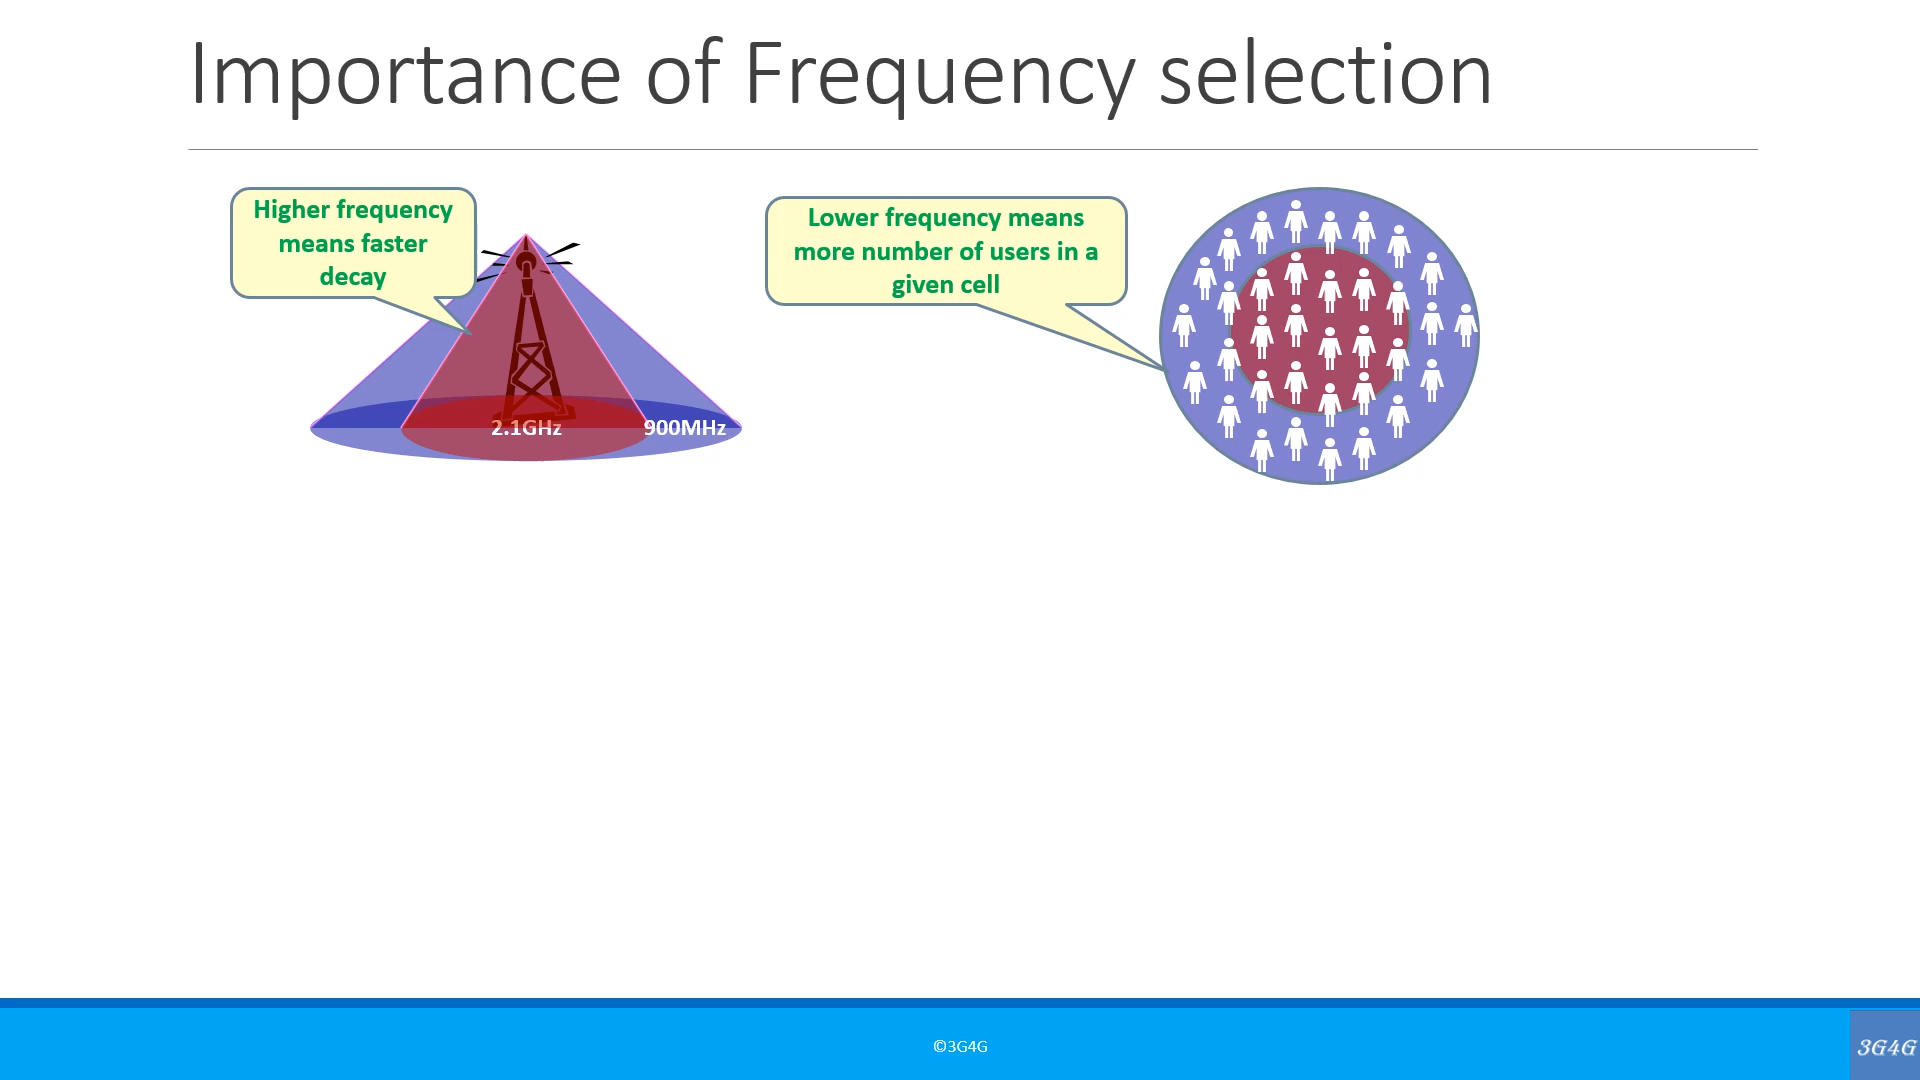 Importance of Frequency selection
Higher frequency
means faster
decay
Lower frequency means
more number of users in a
given cell
2.1GHz
900MHz
©3G4G
3G4G